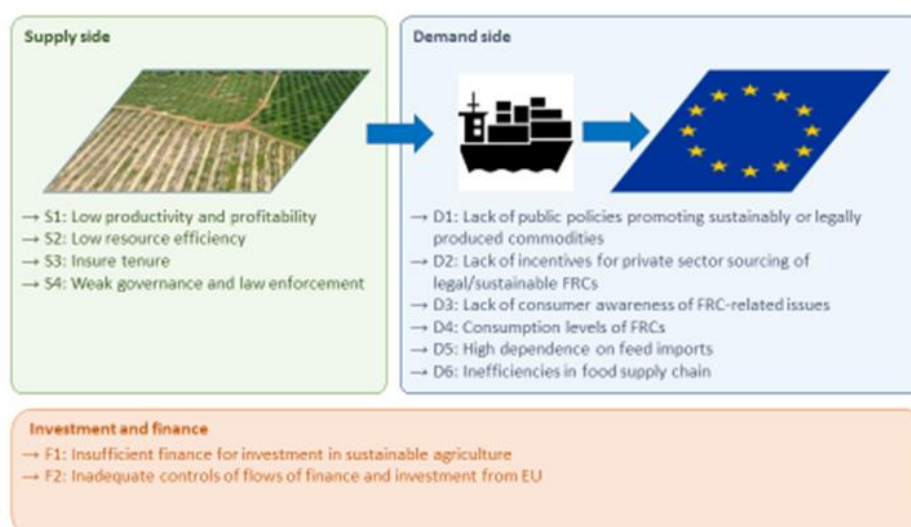 Supply side
→ S1: Low productivity and profitability
→ S2: Low resource efficiency
→ S3: Insure tenure
→ S4: Weak governance and law enforcement
Demand side
→ D1: Lack of public policies promoting sustainably or legally
produced commodities
→ D2: Lack of incentives for private sector sourcing of
legal/sustainable FRCs
→ D3: Lack of consumer awareness of FRC-related issues
→ D4: Consumption levels of FRCs
→ D5: High dependence on feed imports
→ D6: Inefficiencies in food supply chain
Investment and finance
→ F1: Insufficient finance for investment in sustainable agriculture
→ F2: Inadequate controls of flows of finance and investment from EU